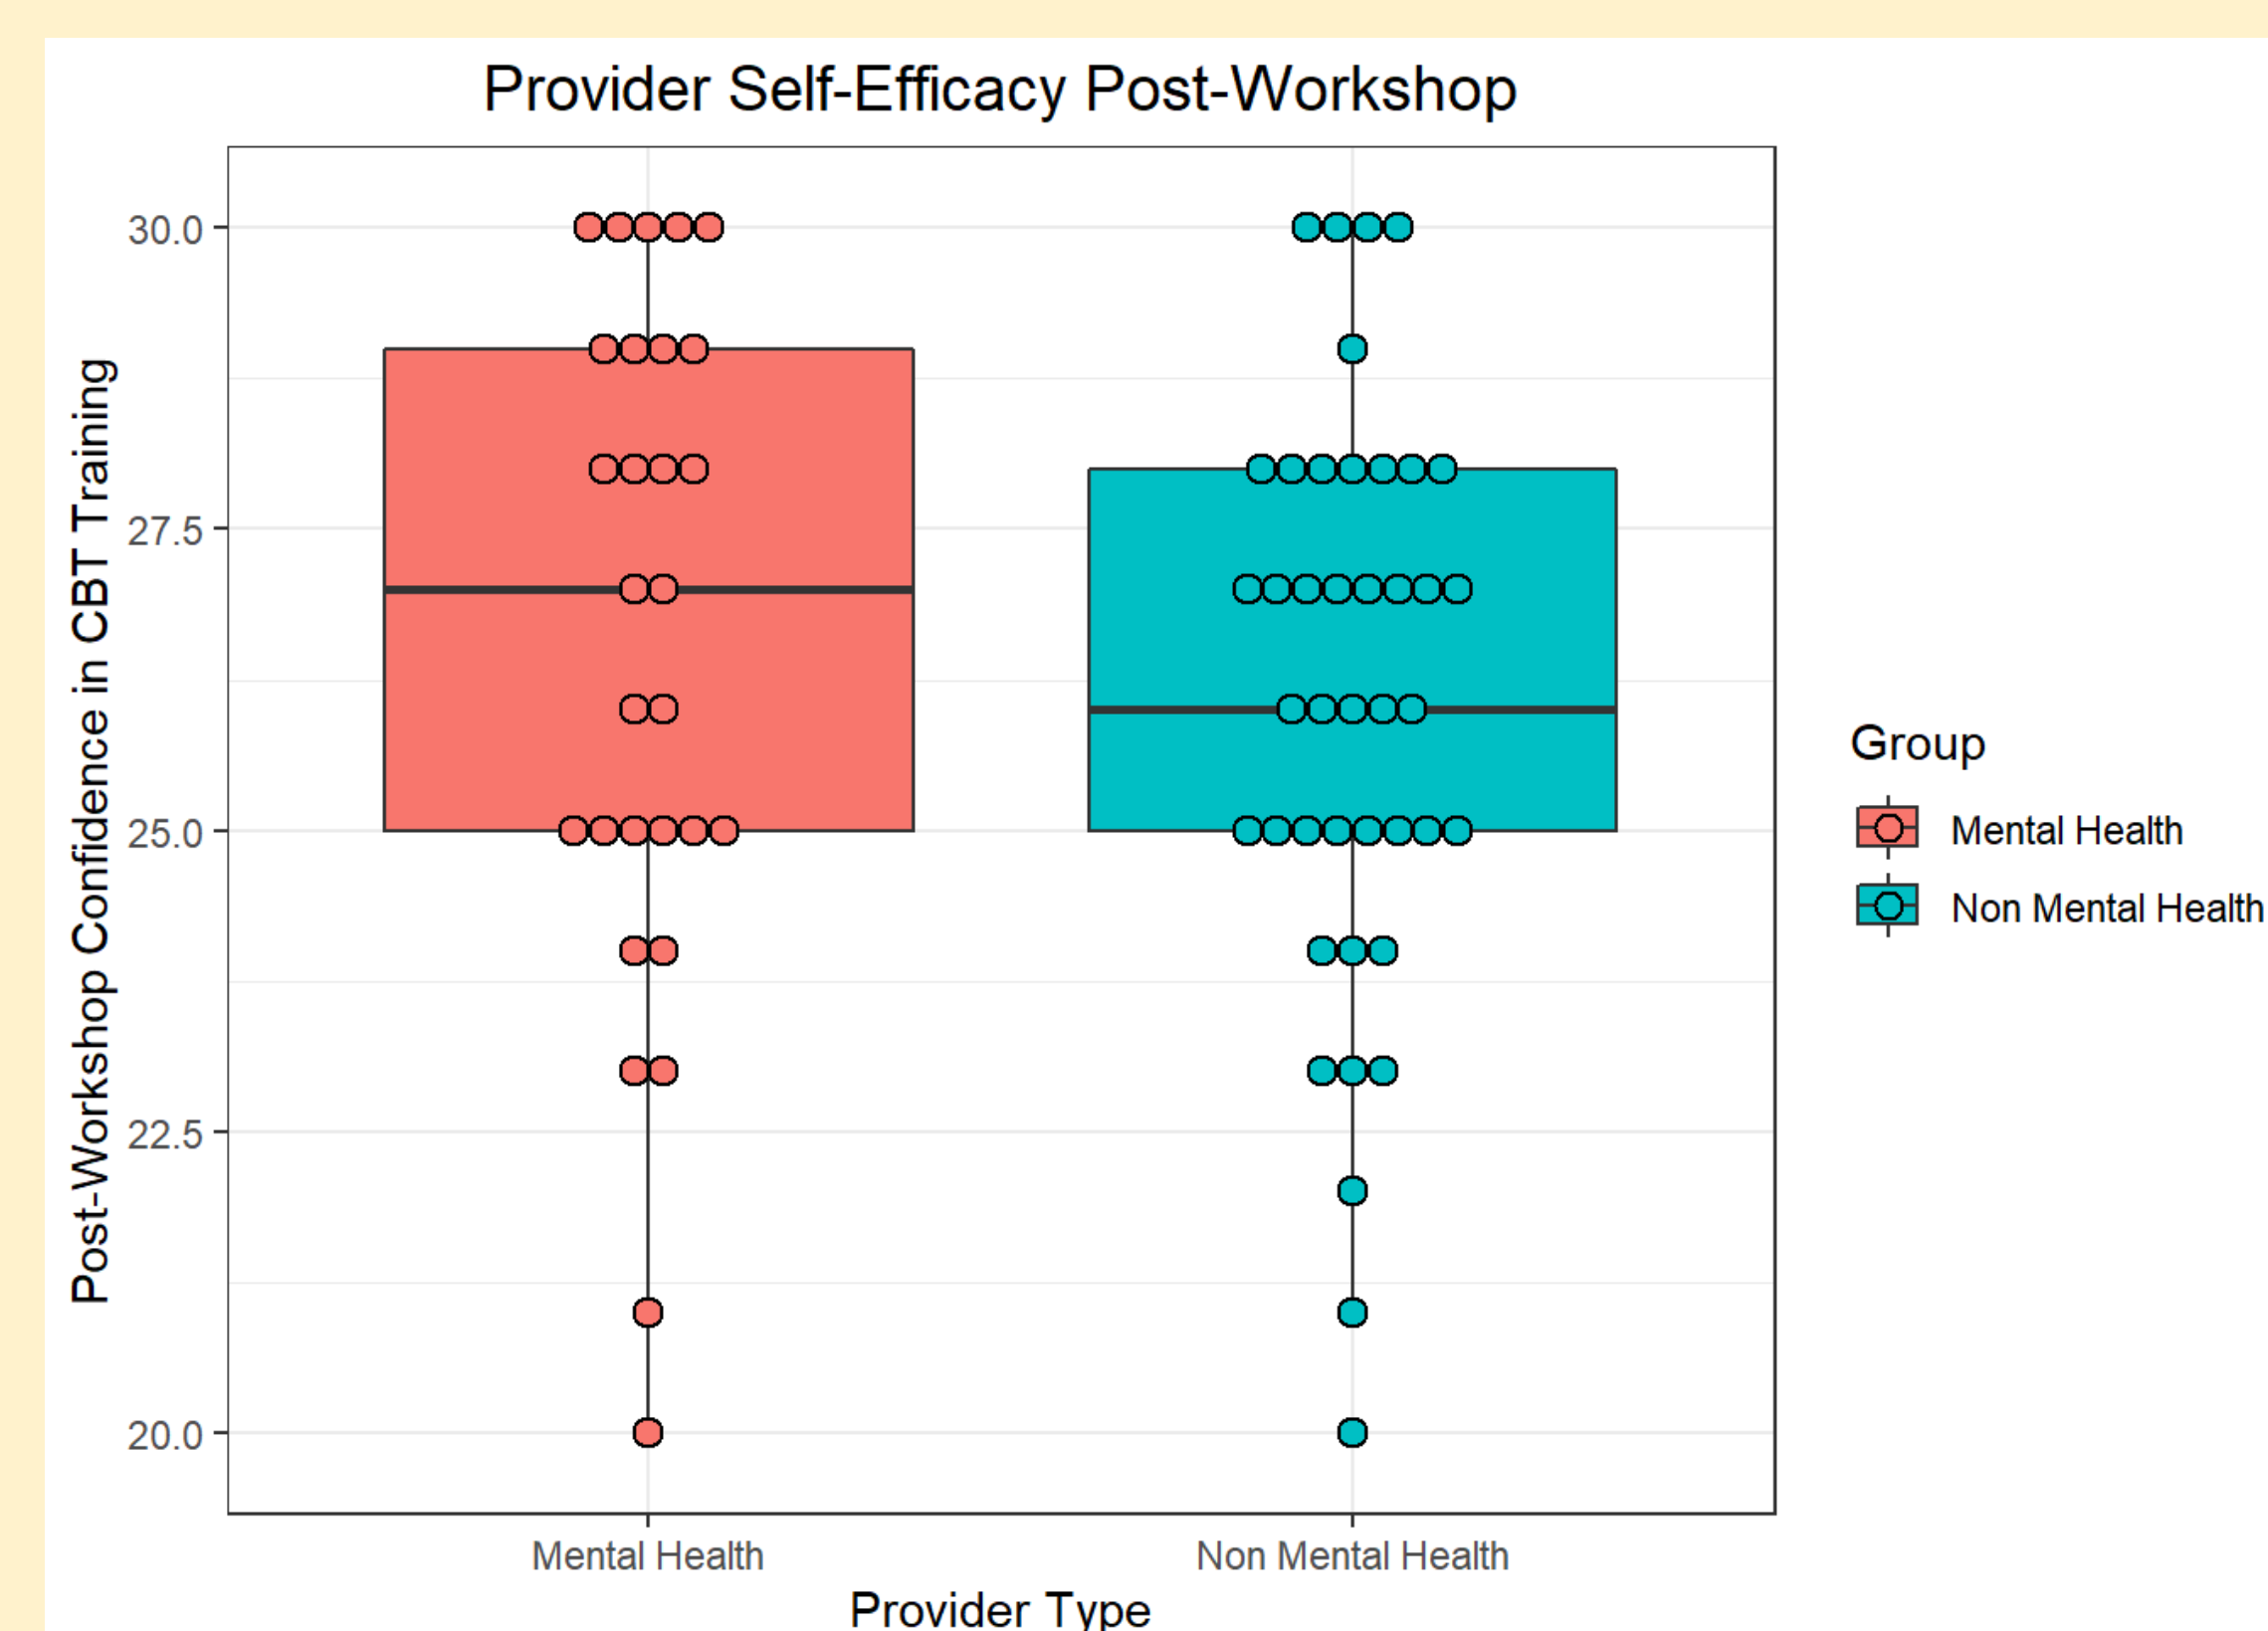 Provider Self-Efficacy Post-Workshop
Post-Workshop Confidence in CBT Training
30.0
27.5
25.0
22.5
20.0
Mental Health
Non Mental Health
Provider Type
Group
Mental Health
Non Mental Health